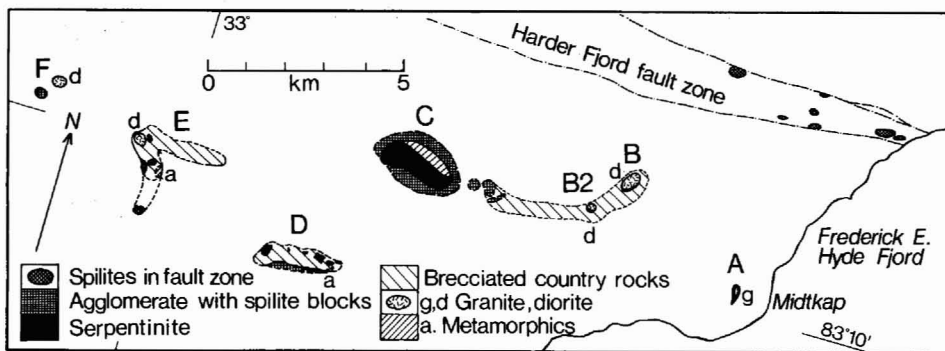 33°
Harder Fjord fault zone
0 5
km
F d
N
d E
a
C
B
d
B2
d
D
a
A
g
Frederick E.
Hyde Fjord
Midtkap
83°10'
Spilites in fault zone
Agglomerate with spilite blocks
Serpentinite
Brecciated country rocks
g,d Granite, diorite
a. Metamorphics